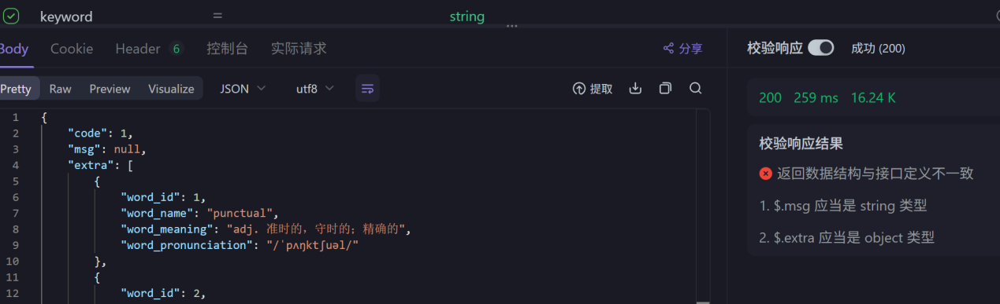 keyword = string
Body Cookie Header 6 控制台 实际请求 分享
Pretty Raw Preview Visualize JSON utf8 提取
1 {
2 "code": 1,
3 "msg": null,
4 "extra": [
5 {
6 "word_id": 1,
7 "word_name": "punctual",
8 "word_meaning": "adj. 准时的，守时的；精确的",
9 "word_pronunciation": "/ˈpʌŋktʃuəl/"
10 },
11 {
12 "word_id": 2,
校验响应 成功 (200)
200 259 ms 16.24 K
校验响应结果
返回数据结构与接口定义不一致
1. $.msg 应当是 string 类型
2. $.extra 应当是 object 类型